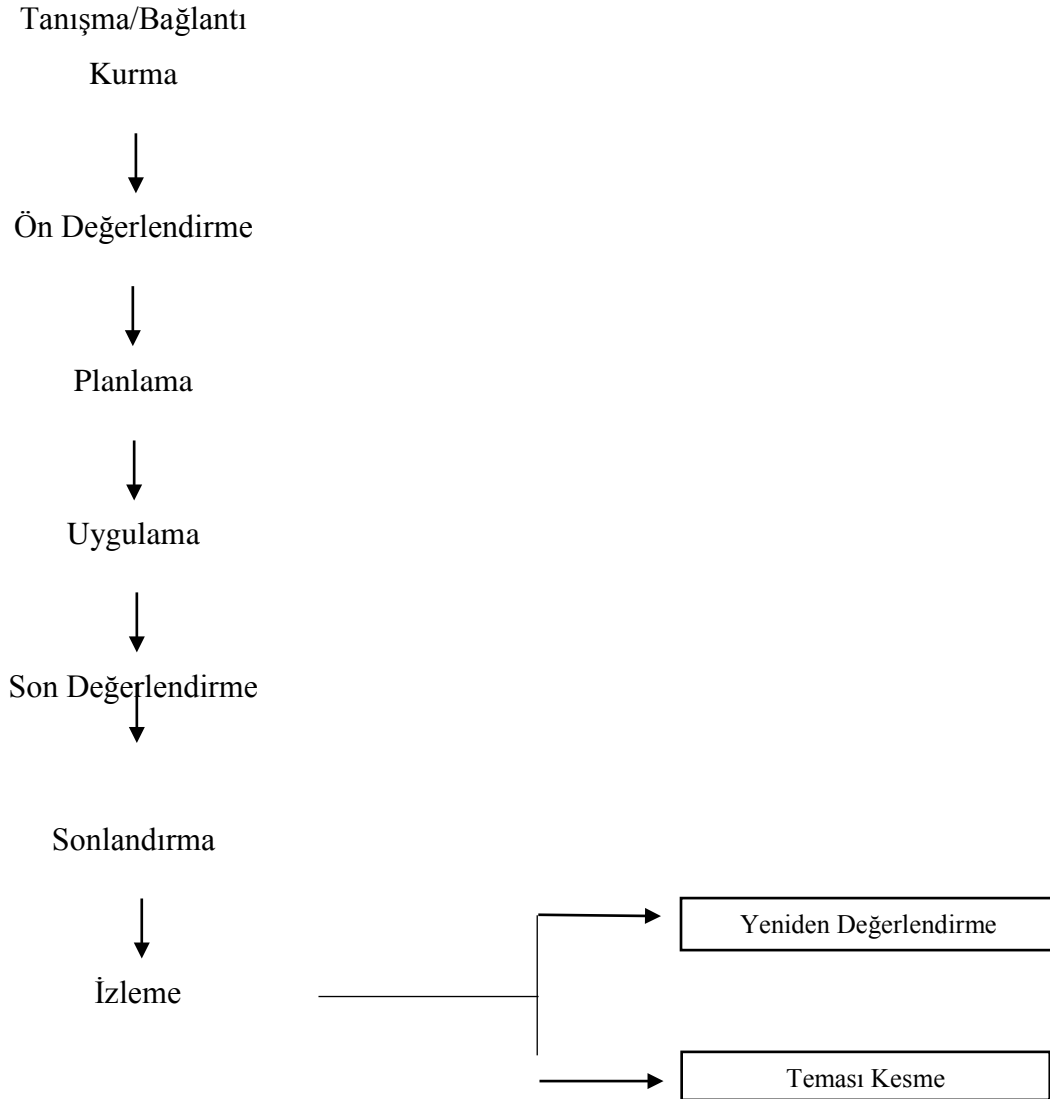 Tanışma/Bağlantı
Kurma
Ön Değerlendirme
Planlama
Uygulama
Son Değerlendirme
Sonlandırma
Yeniden Değerlendirme
İzleme
Teması Kesme